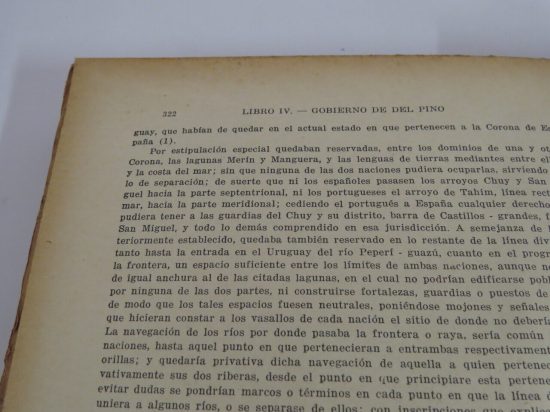 322 LIBRO IV. — GOBIERNO DE DEL PINO
guay, que habían de quedar en el actual estado en que pertenecen a la Corona de Es
paña (1).
Por estipulación especial quedaban reservadas, entre los dominios de una y ot
Corona, las lagunas Merín y Manguera, y las lenguas de tierras mediantes entre el
y la costa del mar; sin que ninguna de las dos naciones pudiera ocuparlas, sirviendo
lo de separación; de suerte que ni los españoles pasasen los arroyos Chuy y San
guel hacia la parte septentrional, ni los portugueses el arroyo de Tahím, línea rect
mar, hacia la parte meridional; cediendo el portugués a España cualquier derecho
pudiera tener a las guardias del Chuy y su distrito, barra de Castillos - grandes, f
San Miguel, y todo lo demás comprendido en esa jurisdicción. A semejanza de l
teriormente establecido, quedaba también reservado en lo restante de la línea divi
tanto hasta la entrada en el Uruguay del río Peperí - guazú, cuanto en el progr
la frontera, un espacio suficiente entre los límites de ambas naciones, aunque no
de igual anchura al de las citadas lagunas, en el cual no podrían edificarse pobl
por ninguna de las dos partes, ni construirse fortalezas, guardias o puestos de
de modo que los tales espacios fuesen neutrales, poniéndose mojones y señales
que hicieran constar a los vasallos de cada nación el sitio de donde no debería
La navegación de los ríos por donde pasaba la frontera o raya, sería común
naciones, hasta aquel punto en que pertenecieran a entrambas respectivament
orillas; y quedaría privativa dicha navegación de aquella a quien pertenec
vativamente sus dos riberas, desde el punto en que principiare esta pertene
evitar dudas se pondrían marcos o términos en cada punto en que la línea d
uniera a algunos ríos, o se separase de ellos; con inscripciones que